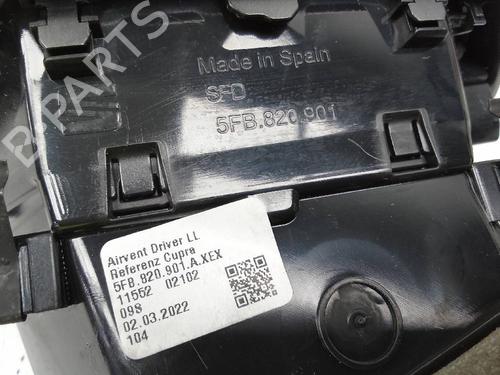 B-PARTS
Made in Spain
SFD
5FB.820.901
Airvent Driver LL
Referenz Cupra
5FB.820.901.A.XEX
11552 02102
09S
02.03.2022
104